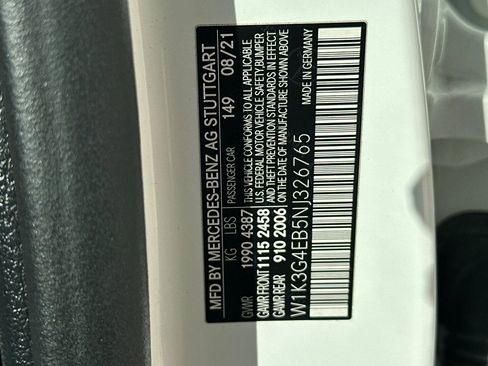 MFD BY MERCEDES-BENZ AG STUTTGART
KG LBS PASSENGER CAR 149 08/21
GVWR 1990 4387 THIS VEHICLE CONFORMS TO ALL APPLICABLE
GAWR FRONT 1115 2458 U.S. FEDERAL MOTOR VEHICLE SAFETY, BUMPER
GAWR REAR 910 2006 AND THEFT PREVENTION STANDARDS IN EFFECT
ON THE DATE OF MANUFACTURE SHOWN ABOVE
MADE IN GERMANY
W1K3G4EB5NJ326765